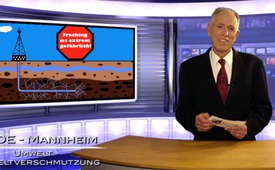 Fracking
ist extrem
gefährlich!
DE - Mannheim
Umwelt
ELTVERSCHMUTZUNG